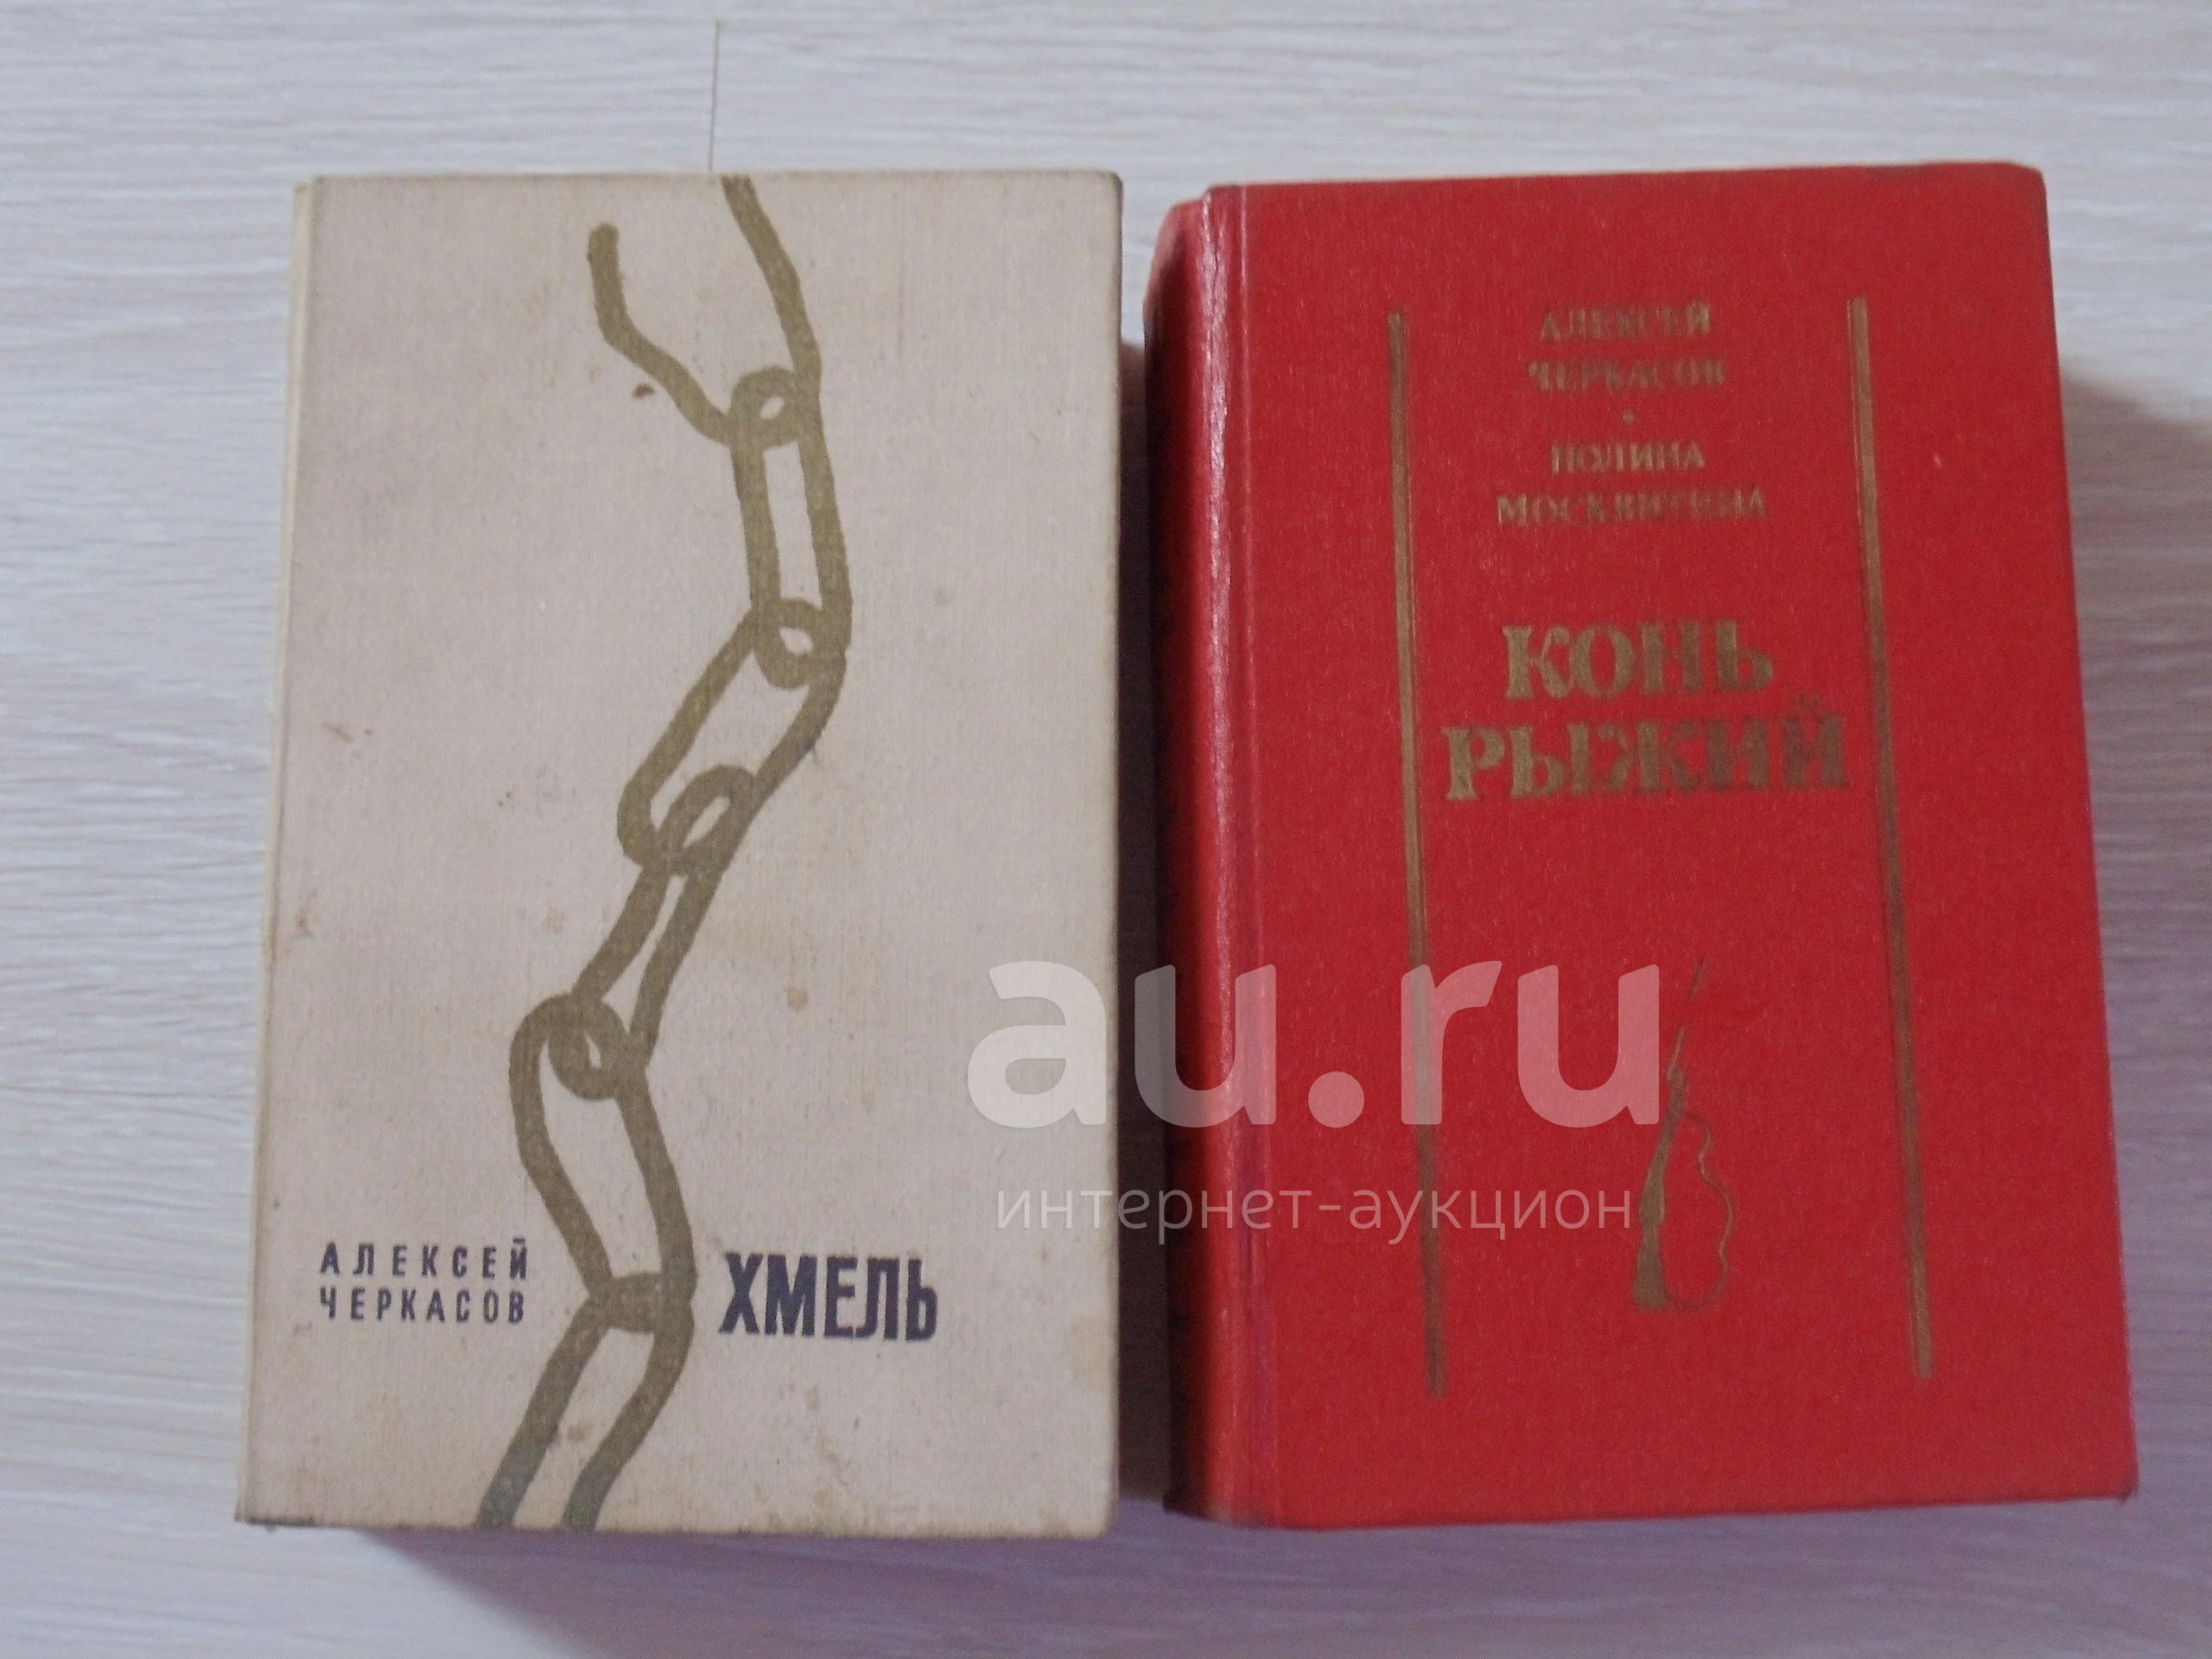 АЛЕКСЕЙ
ЧЕРКАСОВ
ХМЕЛЬ
АЛЕКСЕЙ
ЧЕРКАСОВ
•
ПОЛИНА
МОСКВИТИНА
КОНЬ
РЫЖИЙ
au.ru
интернет-аукцион